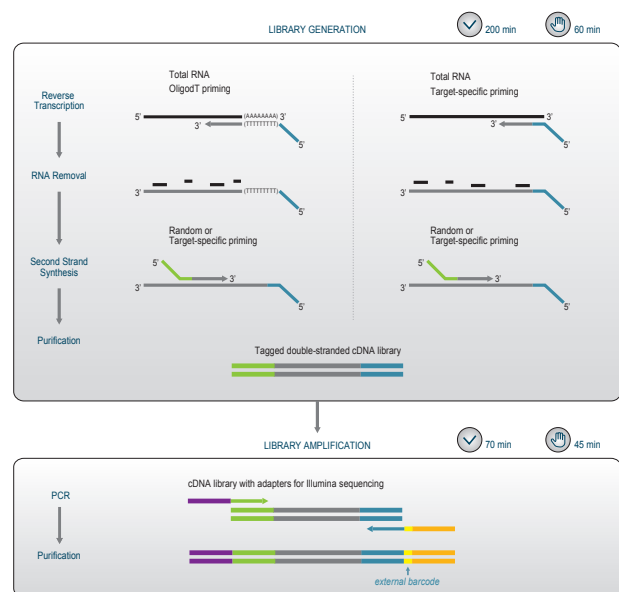 LIBRARY GENERATION
200 min
60 min
Total RNA
OligodT priming
Total RNA
Target-specific priming
Reverse
Transcription
5'
(AAAAAAAA) 3'
3'
(TTTTTTTTT)
5'
5'
3'
3'
5'
RNA Removal
3'
(TTTTTTTTT)
5'
3'
5'
Random or
Target-specific priming
Random or
Target-specific priming
Second Strand
Synthesis
5'
3'
3'
5'
5'
3'
3'
5'
Purification
Tagged double-stranded cDNA library
LIBRARY AMPLIFICATION
70 min
45 min
PCR
cDNA library with adapters for Illumina sequencing
Purification
external barcode